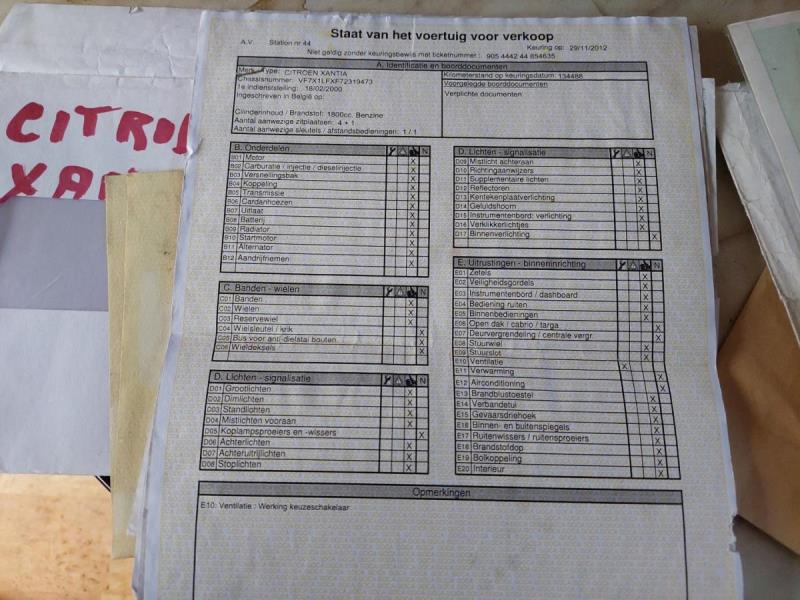 CITROE
XAN
Staat van het voertuig voor verkoop
A.V. Station nr 44
Keuring op: 29/11/2012
Niet geldig zonder keuringsbewijs met ticketnummer: 905 4442 44 854635
A. Identificatie en boorddocumenten
Merk - Type: CITROEN XANTIA
Chassisnummer: VF7X1LFXF72319473
1e indienststelling: 18/02/2000
Ingeschreven in België op:
Cilinderinhoud / Brandstof: 1800cc. Benzine
Aantal aanwezige zitplaatsen: 4 + 1
Aantal aanwezige sleutels / afstandsbedieningen: 1 / 1
Kilometerstand op keuringsdatum: 134488
Voorgelegde boorddocumenten
Verplichte documenten
B. Onderdelen N
B01 Motor X
B02 Carburatie / injectie / dieselinjectie X
B03 Versnellingsbak X
B04 Koppeling X
B05 Transmissie X
B06 Cardanhoezen X
B07 Uitlaat X
B08 Batterij X
B09 Radiator X
B10 Startmotor X
B11 Alternator X
B12 Aandrijfriemen X
C. Banden - wielen N
C01 Banden X
C02 Wielen X
C03 Reservewiel X
C04 Wielsleutel / krik X
C05 Bus voor anti-diefstal bouten X
C06 Wieldeksels X
D. Lichten - signalisatie N
D01 Grootlichten X
D02 Dimlichten X
D03 Standlichten X
D04 Mistlichten vooraan X
D05 Koplampsproeiers en -wissers X
D06 Achterlichten X
D07 Achteruitrijlichten X
D08 Stoplichten X
D. Lichten - signalisatie N
D09 Mistlicht achteraan X
D10 Richtingaanwijzers X
D11 Supplementaire lichten X
D12 Reflectoren X
D13 Kentekenplaatverlichting X
D14 Geluidshoorn X
D15 Instrumentenbord: verlichting X
D16 Verklikkerlichtjes X
D17 Binnenverlichting X
E. Uitrustingen - binneninrichting N
E01 Zetels X
E02 Veiligheidsgordels X
E03 Instrumentenbord / dashboard X
E04 Bediening ruiten X
E05 Binnenbedieningen X
E06 Open dak / cabrio / targa X
E07 Deurvergrendeling / centrale vergr. X
E08 Stuurwiel X
E09 Stuurslot X
E10 Ventilatie X
E11 Verwarming X
E12 Airconditioning X
E13 Brandblustoestel X
E14 Verbandetui X
E15 Gevaarsdriehoek X
E16 Binnen- en buitenspiegels X
E17 Ruitenwissers / ruitensproeiers X
E18 Brandstofdop X
E19 Bolkoppeling X
E20 Interieur X
Opmerkingen
E10: Ventilatie : Werking keuzeschakelaar